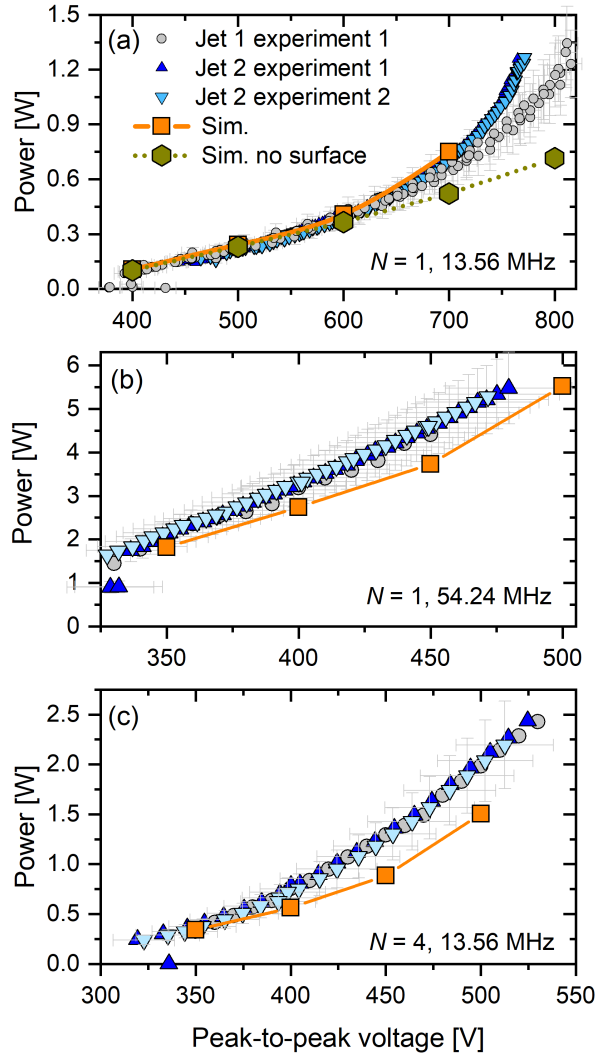 (a)
Jet 1 experiment 1
Jet 2 experiment 1
Jet 2 experiment 2
Sim.
Sim. no surface
Power [W]
1.5
1.2
0.9
0.6
0.3
0.0
N = 1, 13.56 MHz
400 500 600 700 800
(b)
Power [W]
6
5
4
3
2
1
0
N = 1, 54.24 MHz
350 400 450 500
(c)
Power [W]
2.5
2.0
1.5
1.0
0.5
0.0
N = 4, 13.56 MHz
300 350 400 450 500 550
Peak-to-peak voltage [V]